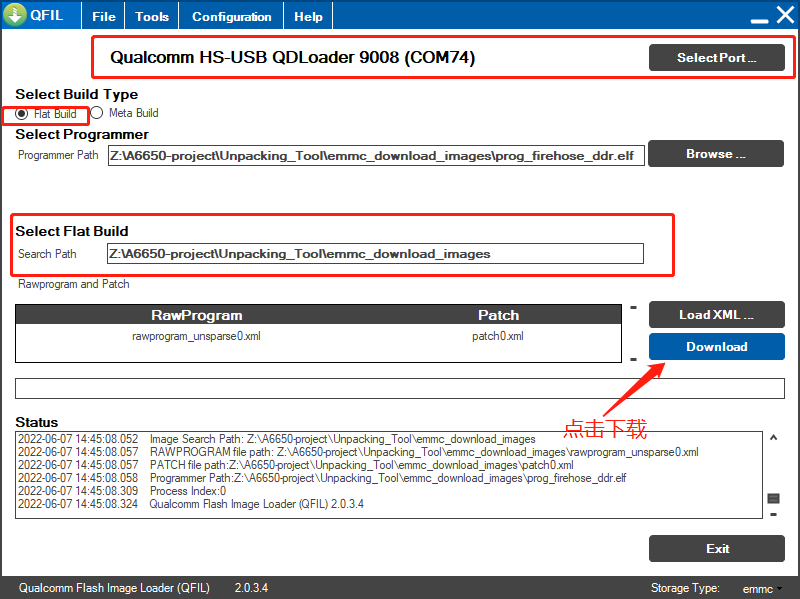 QFIL File Tools Configuration Help
Qualcomm HS-USB QDLoader 9008 (COM74) Select Port ...
Select Build Type
Flat Build Meta Build
Select Programmer
Programmer Path Z:\A6650-project\Unpacking_Tool\emmc_download_images\prog_firehose_ddr.elf Browse ...
Select Flat Build
Search Path Z:\A6650-project\Unpacking_Tool\emmc_download_images
Rawprogram and Patch
RawProgram Patch Load XML ...
rawprogram_unsparse0.xml patch0.xml
Download
点击下载
Status
2022-06-07 14:45:08.052 Image Search Path: Z:\A6650-project\Unpacking_Tool\emmc_download_images
2022-06-07 14:45:08.057 RAWPROGRAM file path: Z:\A6650-project\Unpacking_Tool\emmc_download_images\rawprogram_unsparse0.xml
2022-06-07 14:45:08.057 PATCH file path:Z:\A6650-project\Unpacking_Tool\emmc_download_images\patch0.xml
2022-06-07 14:45:08.058 Programmer Path:Z:\A6650-project\Unpacking_Tool\emmc_download_images\prog_firehose_ddr.elf
2022-06-07 14:45:08.309 Process Index:0
2022-06-07 14:45:08.324 Qualcomm Flash Image Loader (QFIL) 2.0.3.4
Exit
Qualcomm Flash Image Loader (QFIL) 2.0.3.4 Storage Type: emmc